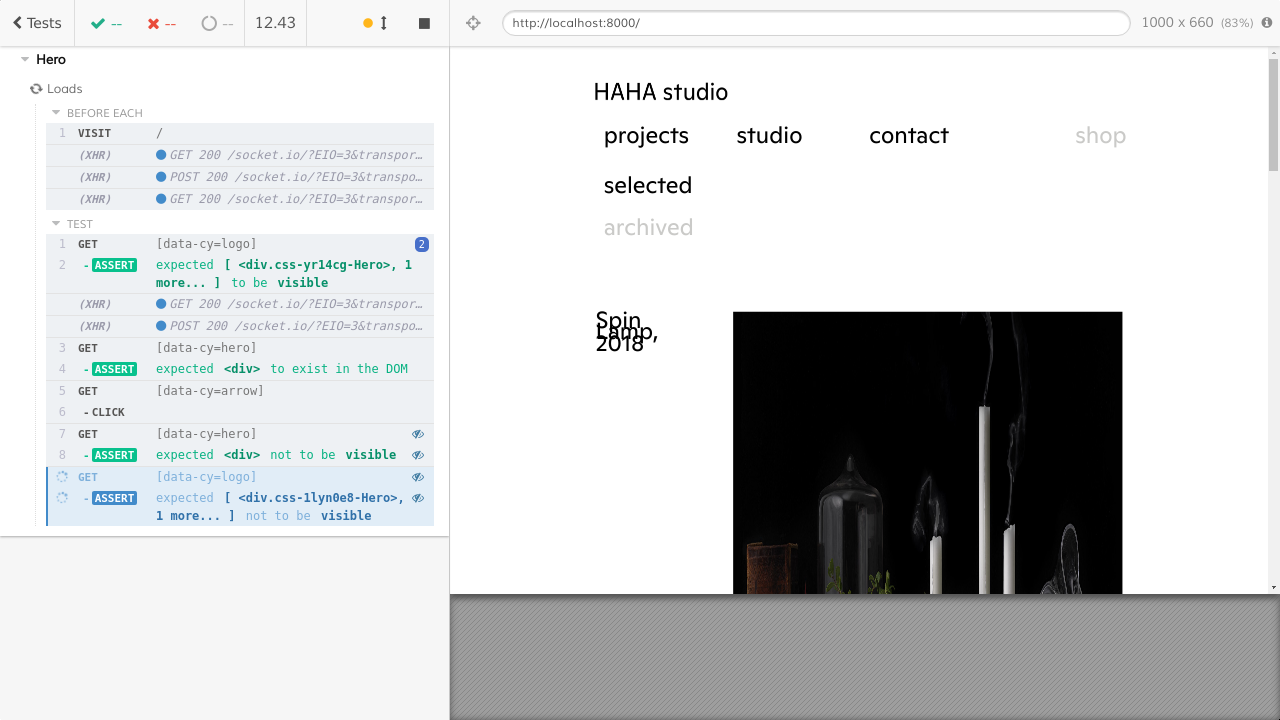 Tests
--
--
--
12.43
http://localhost:8000/
1000 x 660 (83%)
Hero
Loads
BEFORE EACH
1 VISIT /
(XHR) GET 200 /socket.io/?EIO=3&transpor…
(XHR) POST 200 /socket.io/?EIO=3&transpo…
(XHR) GET 200 /socket.io/?EIO=3&transpor…
TEST
1 GET [data-cy=logo] 2
2 - ASSERT expected [ <div.css-yr14cg-Hero>, 1
more... ] to be visible
(XHR) GET 200 /socket.io/?EIO=3&transpor…
(XHR) POST 200 /socket.io/?EIO=3&transpo…
3 GET [data-cy=hero]
4 - ASSERT expected <div> to exist in the DOM
5 GET [data-cy=arrow]
6 - CLICK
7 GET [data-cy=hero]
8 - ASSERT expected <div> not to be visible
GET [data-cy=logo]
- ASSERT expected [ <div.css-1lyn0e8-Hero>,
1 more... ] not to be visible
HAHA studio
projects studio contact shop
selected
archived
Spin
Lamp,
2018